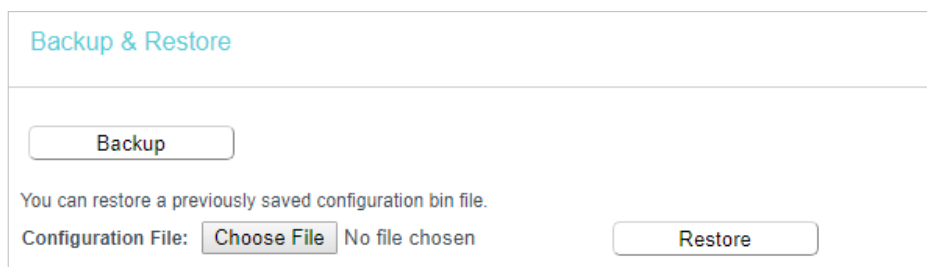 Backup & Restore
Backup
You can restore a previously saved configuration bin file.
Configuration File: Choose File No file chosen Restore